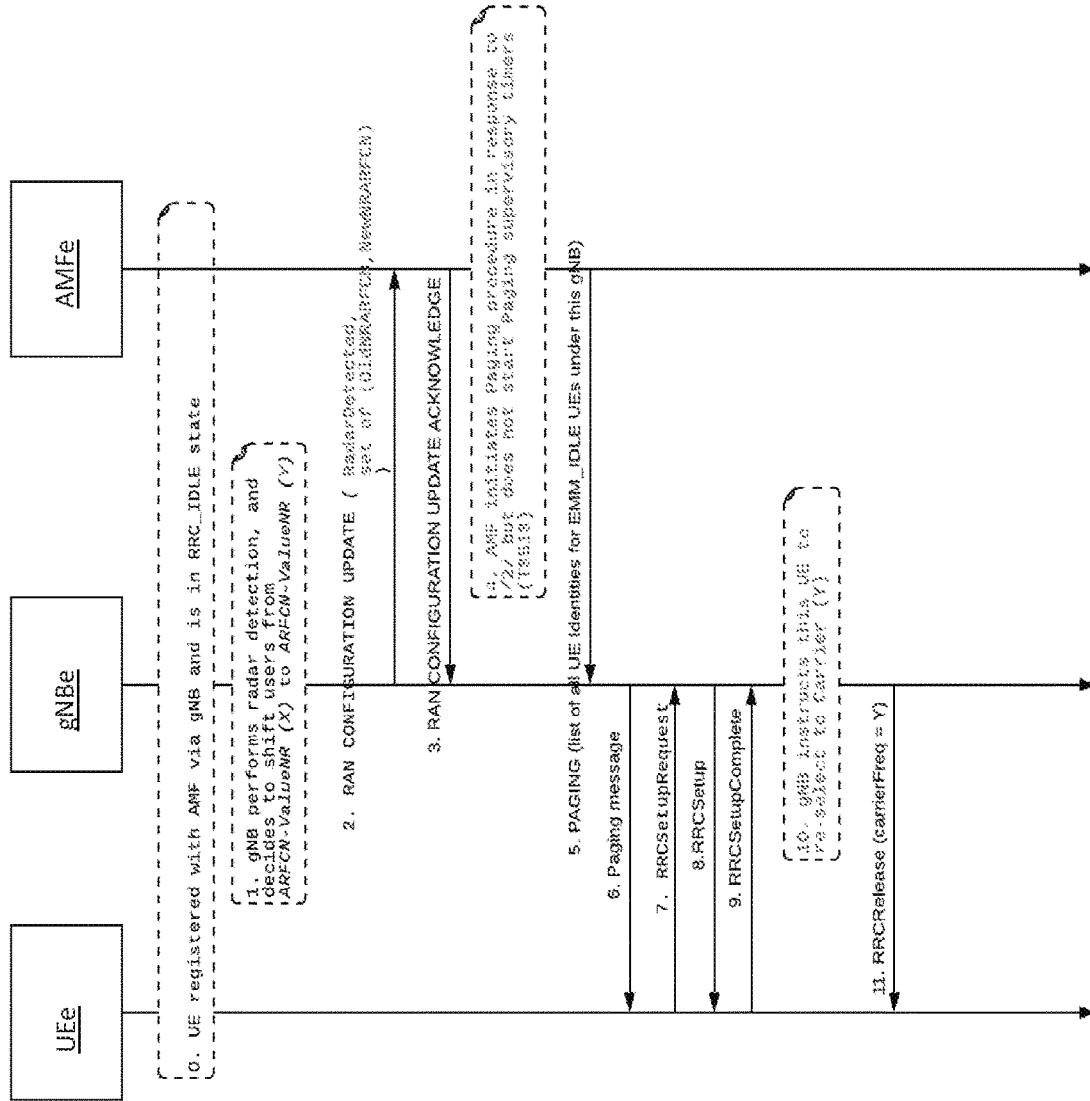 UEe
gNBe
AMFe
0. UE registered with AMF via gNB and is in RRC_IDLE state
1. gNB performs radar detection, and
decides to shift users from
ARFCN-ValueNR (X) to ARFCN-ValueNR (Y)
2. RAN CONFIGURATION UPDATE ( RadarDetected,
set of (OldNRARFCN, NewNRARFCN)
)
3. RAN CONFIGURATION UPDATE ACKNOWLEDGE
AMF initiates Paging procedure in response to
/2/ but does not start Paging supervisory timers
(T3513)
5. PAGING (list of all UE identities for EMM_IDLE UEs under this gNB)
6. Paging message
7. RRCSetupRequest
8.RRCSetup
9. RRCSetupComplete
10. gNB instructs this UE to
re-select to Carrier (Y)
11. RRCRelease (carrierFreq = Y)